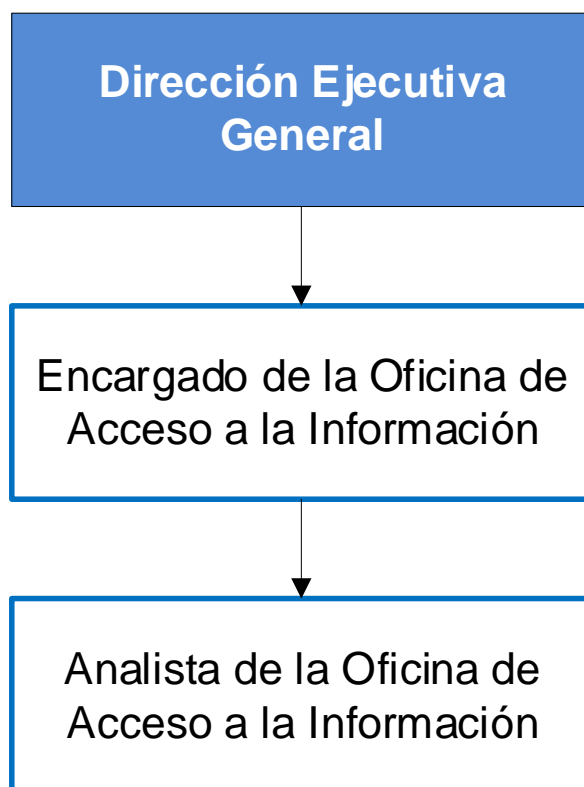 Dirección Ejecutiva
General
Encargado de la Oficina de
Acceso a la Información
Analista de la Oficina de
Acceso a la Información